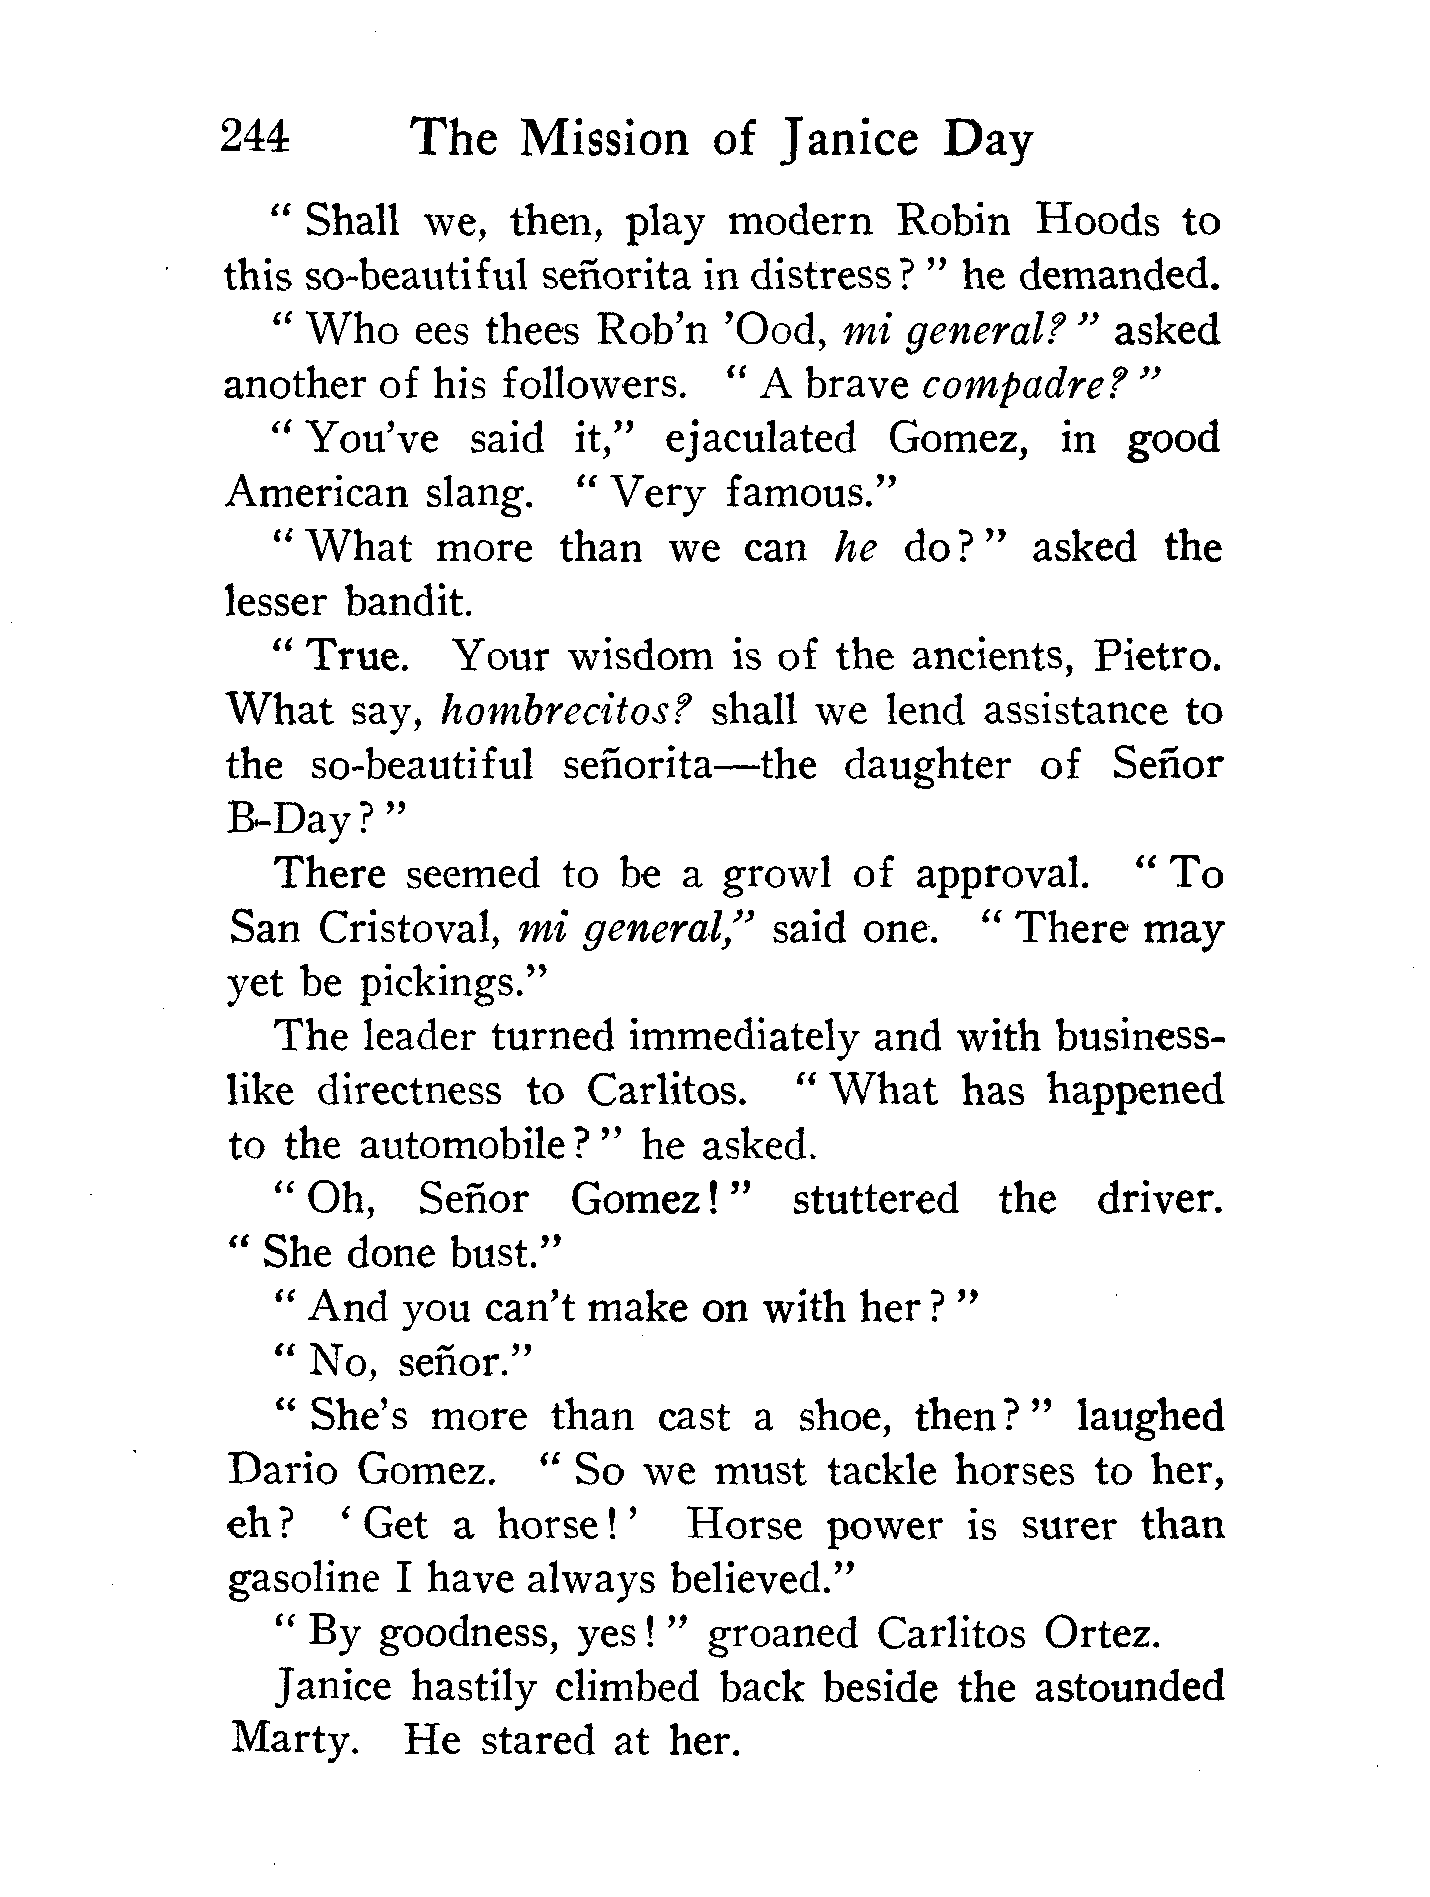 244 The Mission of Janice Day
“ Shall we, then, play modern Robin Hoods to
this so-beautiful señorita in distress? ” he demanded.
“ Who ees thees Rob’n ’Ood, mi general? ” asked
another of his followers. “ A brave compadre? ”
“ You’ve said it,” ejaculated Gomez, in good
American slang. “ Very famous.”
“ What more than we can he do? ” asked the
lesser bandit.
“ True. Your wisdom is of the ancients, Pietro.
What say, hombrecitos? shall we lend assistance to
the so-beautiful señorita—the daughter of Señor
B-Day? ”
There seemed to be a growl of approval. “ To
San Cristoval, mi general,” said one. “ There may
yet be pickings.”
The leader turned immediately and with business-
like directness to Carlitos. “ What has happened
to the automobile? ” he asked.
“ Oh, Señor Gomez! ” stuttered the driver.
“ She done bust.”
“ And you can’t make on with her? ”
“ No, señor.”
“ She’s more than cast a shoe, then? ” laughed
Dario Gomez. “ So we must tackle horses to her,
eh? ‘ Get a horse! ’ Horse power is surer than
gasoline I have always believed.”
“ By goodness, yes! ” groaned Carlitos Ortez.
Janice hastily climbed back beside the astounded
Marty. He stared at her.